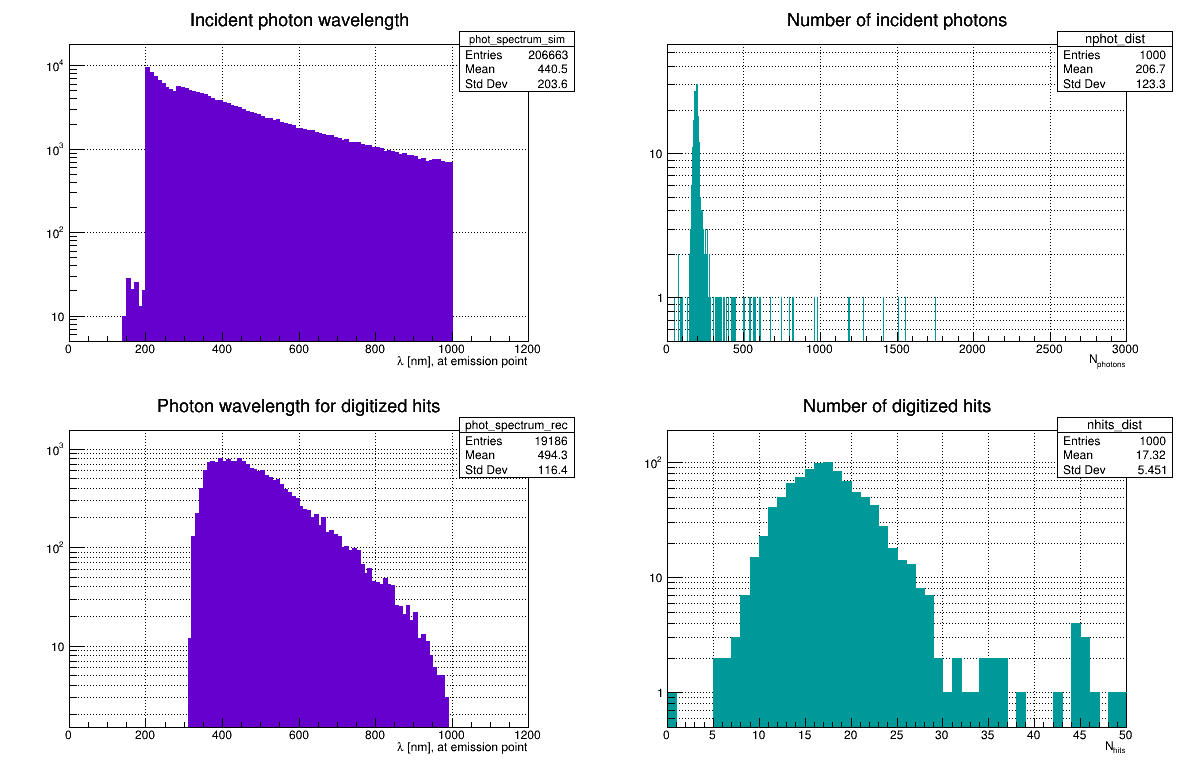 Incident photon wavelength
phot_spectrum_sim
Entries 206663
Mean 440.5
Std Dev 203.6
10^4
10^3
10^2
10
0 200 400 600 800 1000 1200
λ [nm], at emission point
Number of incident photons
nphot_dist
Entries 1000
Mean 206.7
Std Dev 123.3
10
1
0 500 1000 1500 2000 2500 3000
N_photons
Photon wavelength for digitized hits
phot_spectrum_rec
Entries 19186
Mean 494.3
Std Dev 116.4
10^3
10^2
10
0 200 400 600 800 1000 1200
λ [nm], at emission point
Number of digitized hits
nhits_dist
Entries 1000
Mean 17.32
Std Dev 5.451
10^2
10
1
0 5 10 15 20 25 30 35 40 45 50
N_hits